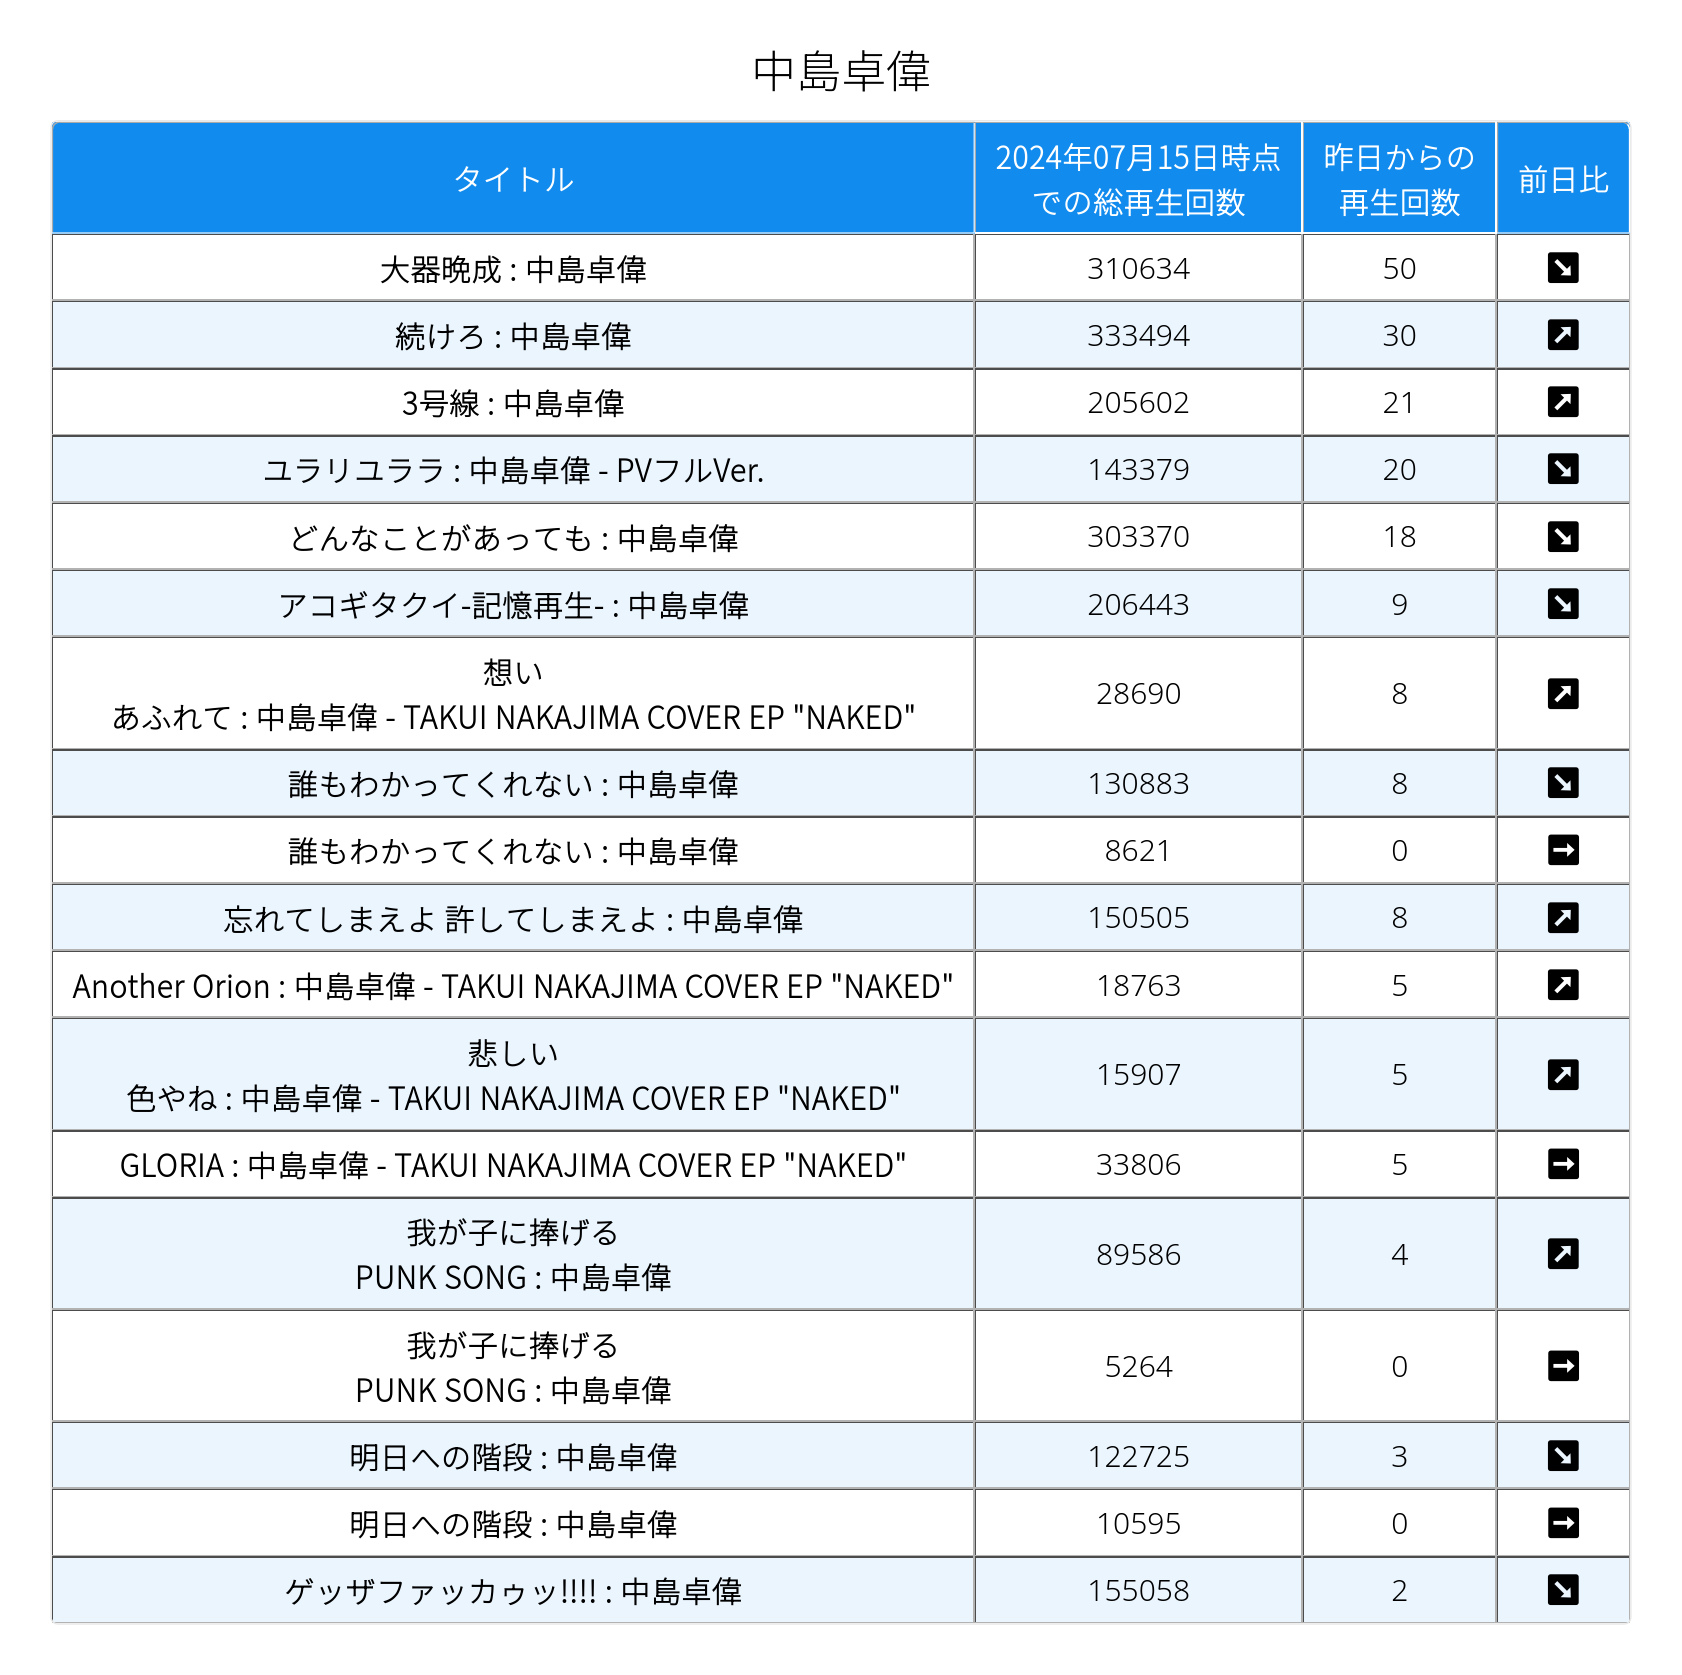 中島卓偉
タイトル
2024年07月15日時点
での総再生回数
昨日からの
再生回数
前日比
大器晩成 : 中島卓偉 310634 50 ↘
続けろ : 中島卓偉 333494 30 ↗
3号線 : 中島卓偉 205602 21 ↗
ユラリユララ : 中島卓偉 - PVフルVer. 143379 20 ↘
どんなことがあっても : 中島卓偉 303370 18 ↘
アコギタクイ-記憶再生- : 中島卓偉 206443 9 ↘
想い
あふれて : 中島卓偉 - TAKUI NAKAJIMA COVER EP "NAKED" 28690 8 ↗
誰もわかってくれない : 中島卓偉 130883 8 ↘
誰もわかってくれない : 中島卓偉 8621 0 →
忘れてしまえよ 許してしまえよ : 中島卓偉 150505 8 ↗
Another Orion : 中島卓偉 - TAKUI NAKAJIMA COVER EP "NAKED" 18763 5 ↗
悲しい
色やね : 中島卓偉 - TAKUI NAKAJIMA COVER EP "NAKED" 15907 5 ↗
GLORIA : 中島卓偉 - TAKUI NAKAJIMA COVER EP "NAKED" 33806 5 →
我が子に捧げる
PUNK SONG : 中島卓偉 89586 4 ↗
我が子に捧げる
PUNK SONG : 中島卓偉 5264 0 →
明日への階段 : 中島卓偉 122725 3 ↘
明日への階段 : 中島卓偉 10595 0 →
ゲッザファッカゥッ!!!! : 中島卓偉 155058 2 ↘